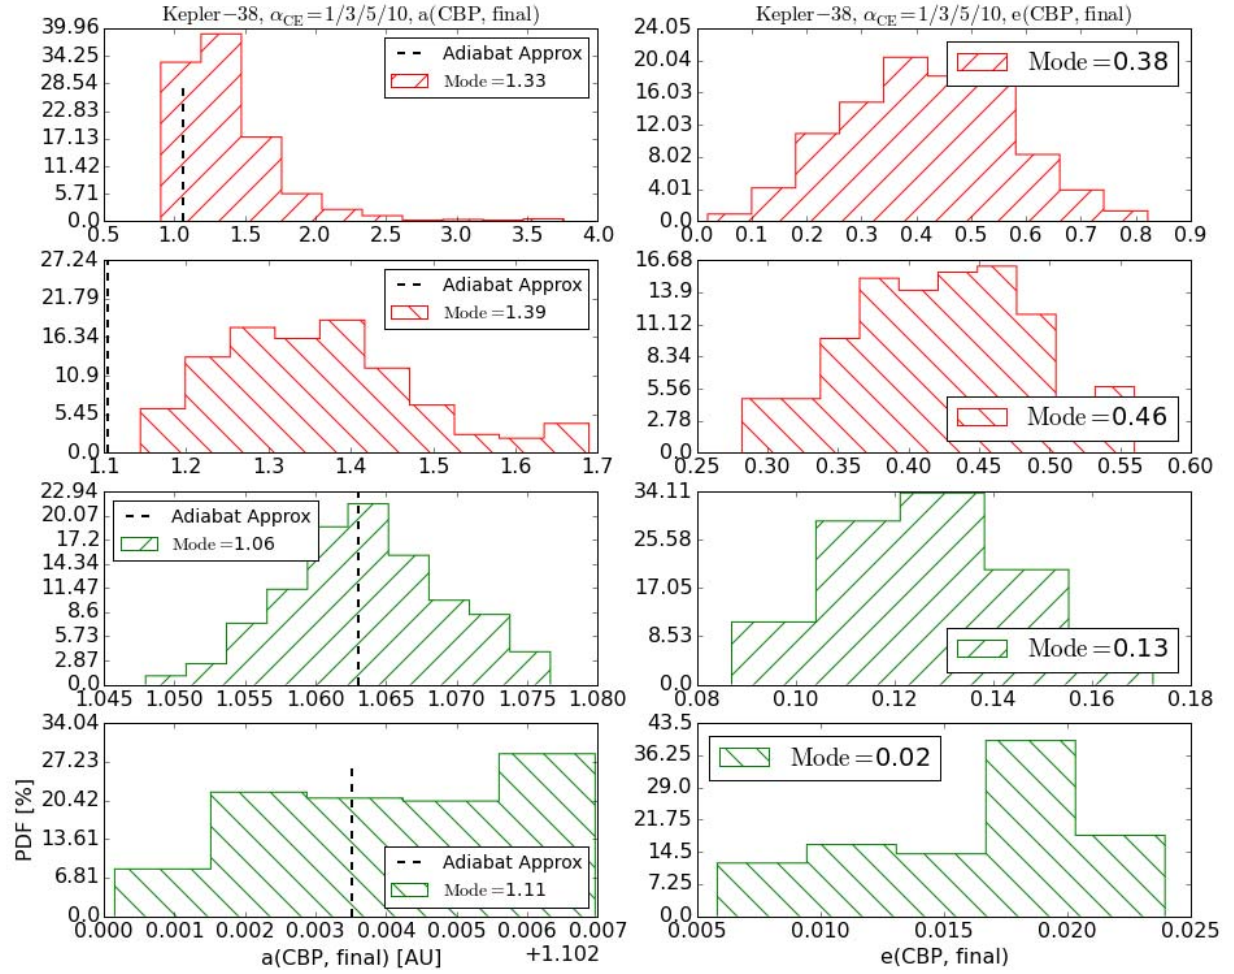 Kepler−38, αCE=1/3/5/10, a(CBP, final)
39.96
34.25
28.54
22.83
17.13
11.42
5.71
0.0
0.5 1.0 1.5 2.0 2.5 3.0 3.5 4.0
Adiabat Approx
Mode=1.33
Kepler−38, αCE=1/3/5/10, e(CBP, final)
24.05
20.04
16.03
12.03
8.02
4.01
0.0
0.0 0.1 0.2 0.3 0.4 0.5 0.6 0.7 0.8 0.9
Mode=0.38
27.24
21.79
16.34
10.9
5.45
0.0
1.1 1.2 1.3 1.4 1.5 1.6 1.7
Adiabat Approx
Mode=1.39
16.68
13.9
11.12
8.34
5.56
2.78
0.0
0.25 0.30 0.35 0.40 0.45 0.50 0.55 0.60
Mode=0.46
22.94
20.07
17.2
14.34
11.47
8.6
5.73
2.87
0.0
1.045 1.050 1.055 1.060 1.065 1.070 1.075 1.080
Adiabat Approx
Mode=1.06
34.11
25.58
17.05
8.53
0.0
0.08 0.10 0.12 0.14 0.16 0.18
Mode=0.13
PDF [%]
34.04
27.23
20.42
13.61
6.81
0.0
0.000 0.001 0.002 0.003 0.004 0.005 0.006 0.007
+1.102
a(CBP, final) [AU]
Adiabat Approx
Mode=1.11
43.5
36.25
29.0
21.75
14.5
7.25
0.0
0.005 0.010 0.015 0.020 0.025
e(CBP, final)
Mode=0.02